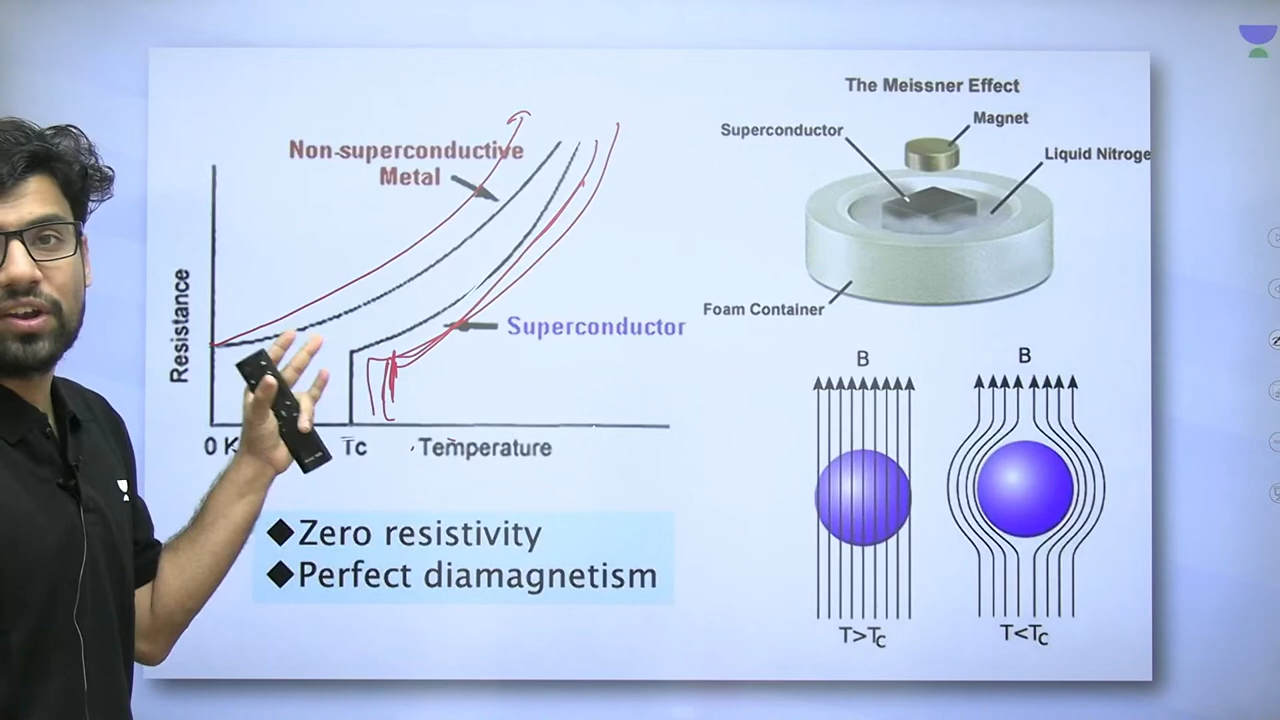 Non-superconductive
Metal
Resistance
Superconductor
0 K
Tc
Temperature
◆Zero resistivity
◆Perfect diamagnetism
The Meissner Effect
Magnet
Superconductor
Liquid Nitroge
Foam Container
B
B
T>Tc
T<Tc